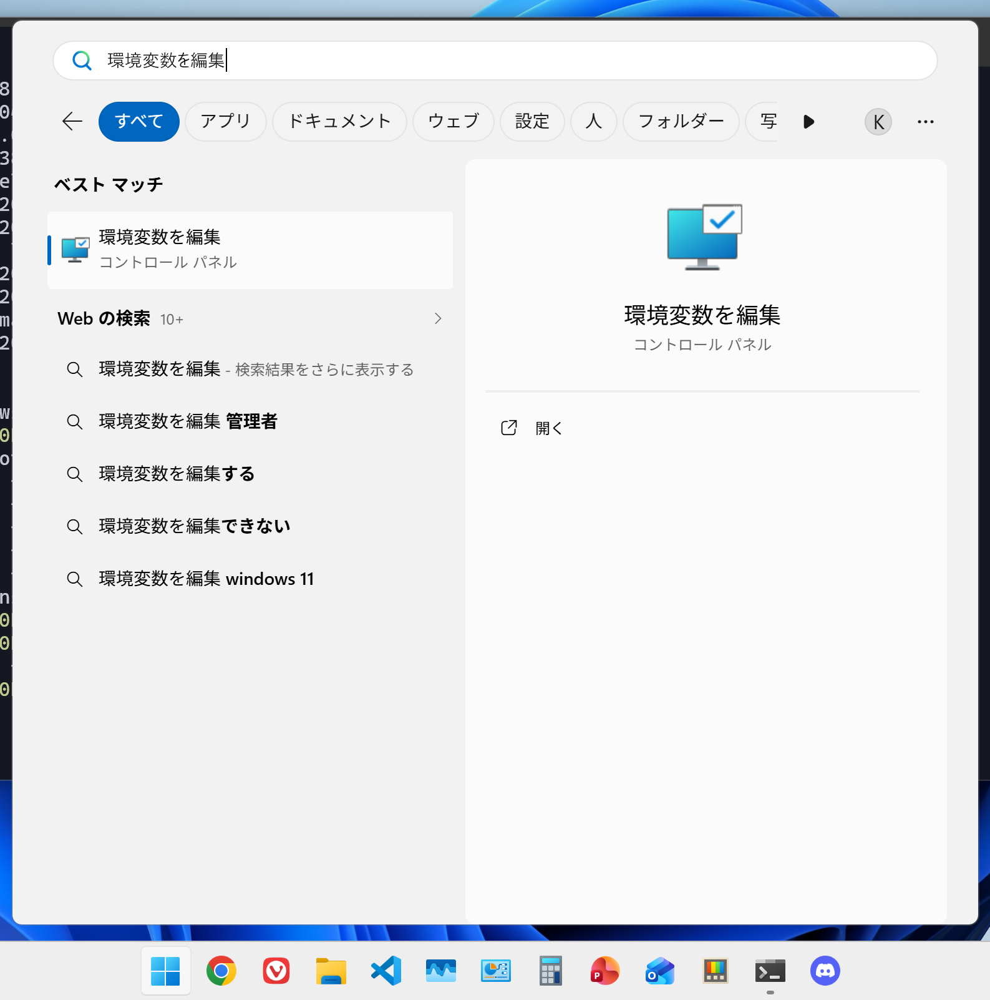 環境変数を編集
すべて アプリ ドキュメント ウェブ 設定 人 フォルダー 写 K
ベスト マッチ
環境変数を編集
コントロール パネル
Web の検索 10+
環境変数を編集 - 検索結果をさらに表示する
環境変数を編集 管理者
環境変数を編集する
環境変数を編集できない
環境変数を編集 windows 11
環境変数を編集
コントロール パネル
開く